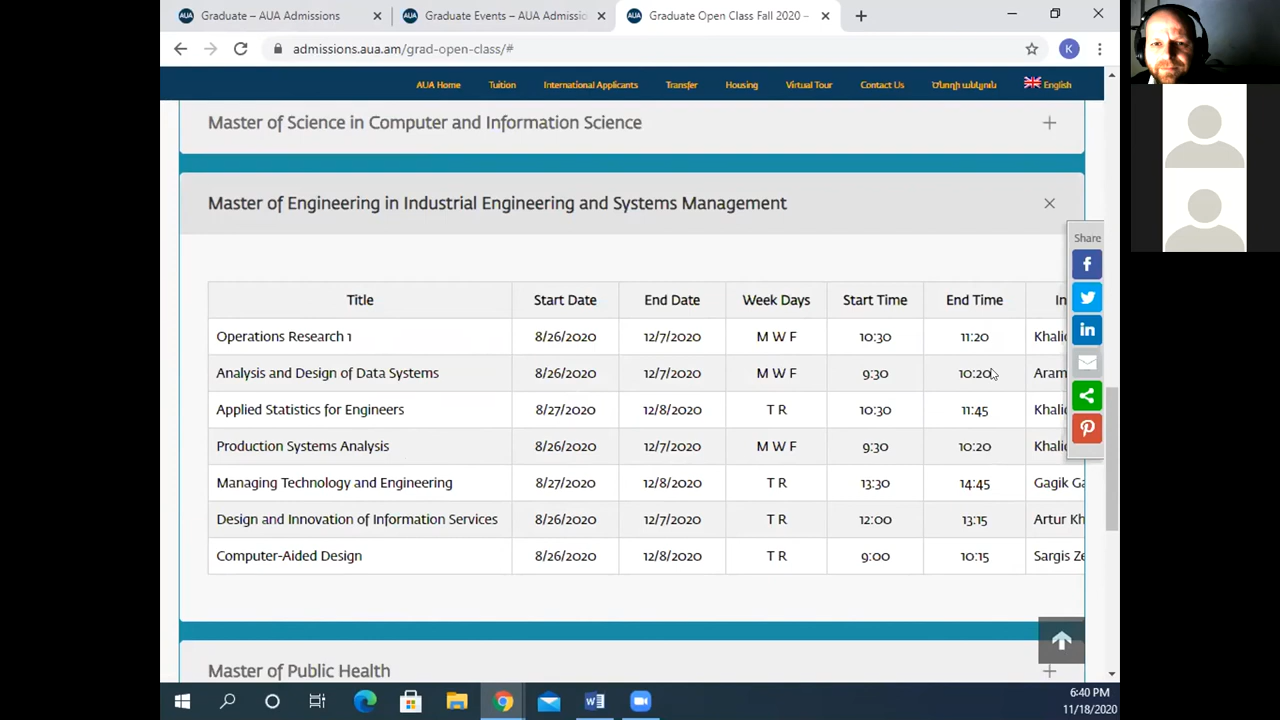 Graduate – AUA Admissions
Graduate Events – AUA Admissio
Graduate Open Class Fall 2020 –
admissions.aua.am/grad-open-class/#
K
AUA Home Tuition International Applicants Transfer Housing Virtual Tour Contact Us Ծնողի անկյուն English
Master of Science in Computer and Information Science
Master of Engineering in Industrial Engineering and Systems Management
Share
Title Start Date End Date Week Days Start Time End Time In
Operations Research 1 8/26/2020 12/7/2020 M W F 10:30 11:20 Khali
Analysis and Design of Data Systems 8/26/2020 12/7/2020 M W F 9:30 10:20 Aram
Applied Statistics for Engineers 8/27/2020 12/8/2020 T R 10:30 11:45 Khali
Production Systems Analysis 8/26/2020 12/7/2020 M W F 9:30 10:20 Khali
Managing Technology and Engineering 8/27/2020 12/8/2020 T R 13:30 14:45 Gagik Ga
Design and Innovation of Information Services 8/26/2020 12/7/2020 T R 12:00 13:15 Artur Kh
Computer-Aided Design 8/26/2020 12/8/2020 T R 9:00 10:15 Sargis Ze
Master of Public Health
6:40 PM
11/18/2020